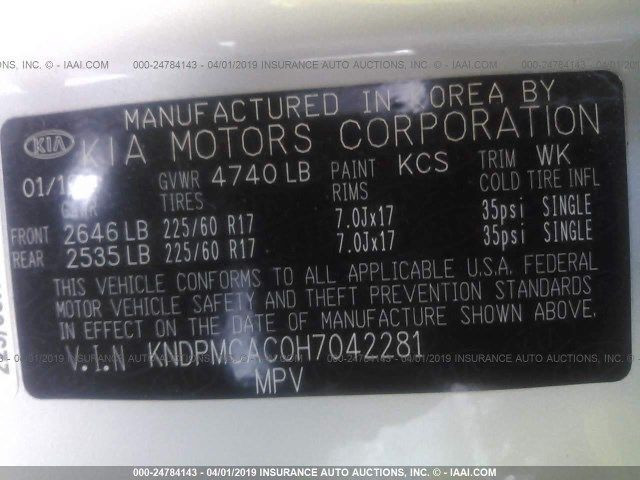 000-24784143 - 04/01/2019 INSURANCE AUTO AUCTIONS, INC. © - IAAI.COM
MANUFACTURED IN KOREA BY
KIA KIA MOTORS CORPORATION
GVWR 4740 LB PAINT KCS TRIM WK
TIRES RIMS COLD TIRE INFL
FRONT 2646 LB 225/60 R17 7.0Jx17 35psi SINGLE
REAR 2535 LB 225/60 R17 7.0Jx17 35psi SINGLE
THIS VEHICLE CONFORMS TO ALL APPLICABLE U.S.A. FEDERAL
MOTOR VEHICLE SAFETY AND THEFT PREVENTION STANDARDS
IN EFFECT ON THE DATE OF MANUFACTURE SHOWN ABOVE.
V.I.N KNDPMCAC0H7042281
MPV
000-24784143 - 04/01/2019 INSURANCE AUTO AUCTIONS, INC. © - IAAI.COM